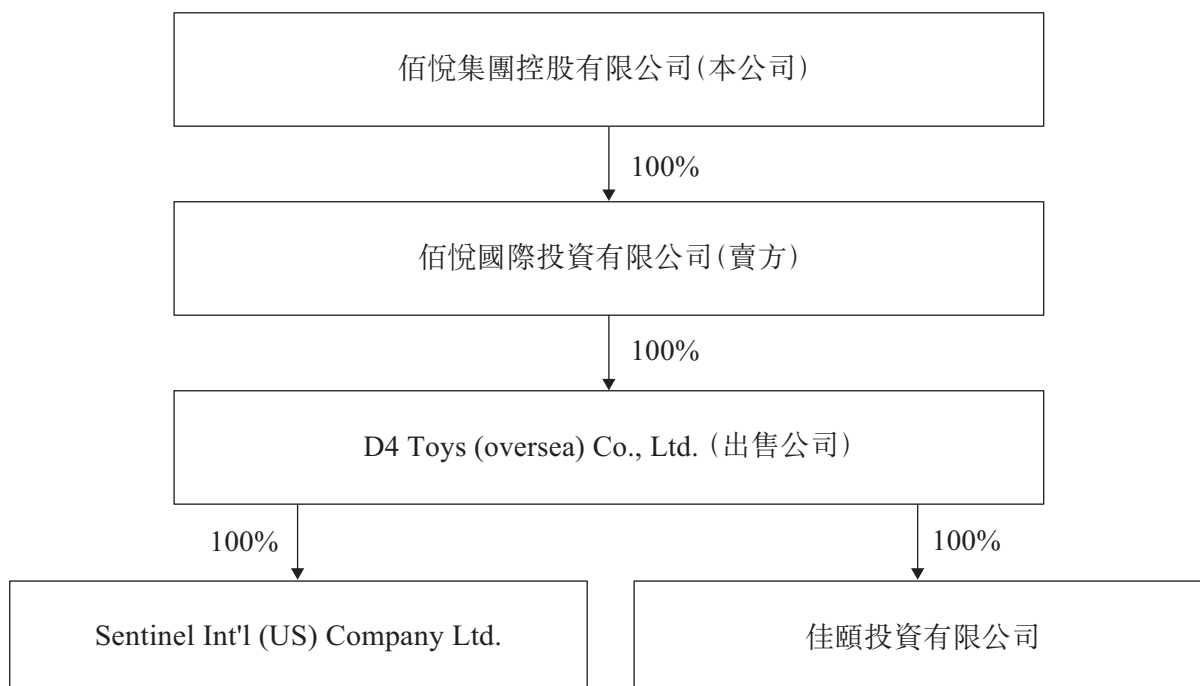 佰悅集團控股有限公司(本公司)
100%
佰悅國際投資有限公司(賣方)
100%
D4 Toys (oversea) Co., Ltd. (出售公司)
100%
100%
Sentinel Int'l (US) Company Ltd.
佳頤投資有限公司